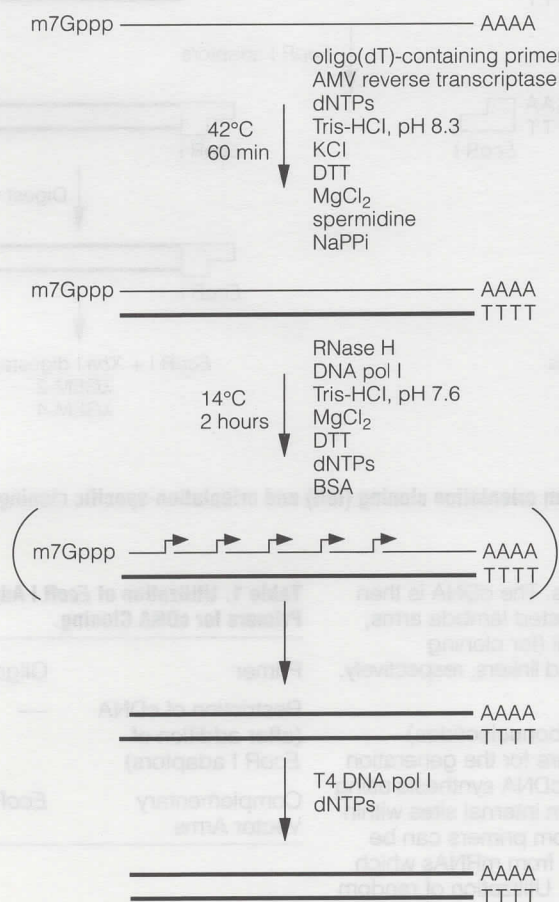 m7Gppp AAAA
oligo(dT)-containing primer
AMV reverse transcriptase
dNTPs
Tris-HCl, pH 8.3
KCl
DTT
MgCl₂
spermidine
NaPPi
42°C
60 min
m7Gppp AAAA
TTTT
RNase H
DNA pol I
Tris-HCl, pH 7.6
MgCl₂
DTT
dNTPs
BSA
14°C
2 hours
m7Gppp AAAA
TTTT
AAAA
TTTT
T4 DNA pol I
dNTPs
AAAA
TTTT